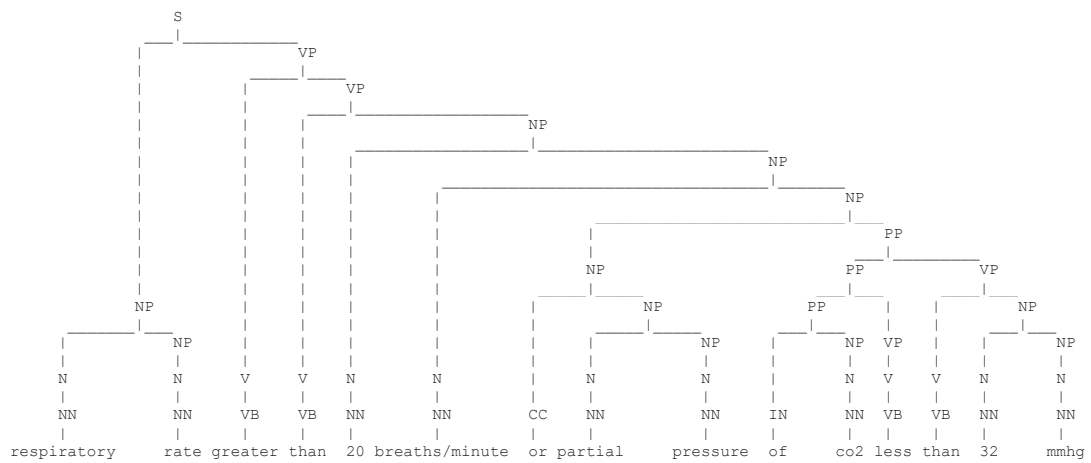 S
VP
VP
NP
NP
NP
PP
NP PP VP
NP NP PP NP
NP NP NP VP NP
N N V V N N N N N V V N N
NN NN VB VB NN NN CC NN NN IN NN VB VB NN NN
respiratory rate greater than 20 breaths/minute or partial pressure of co2 less than 32 mmhg